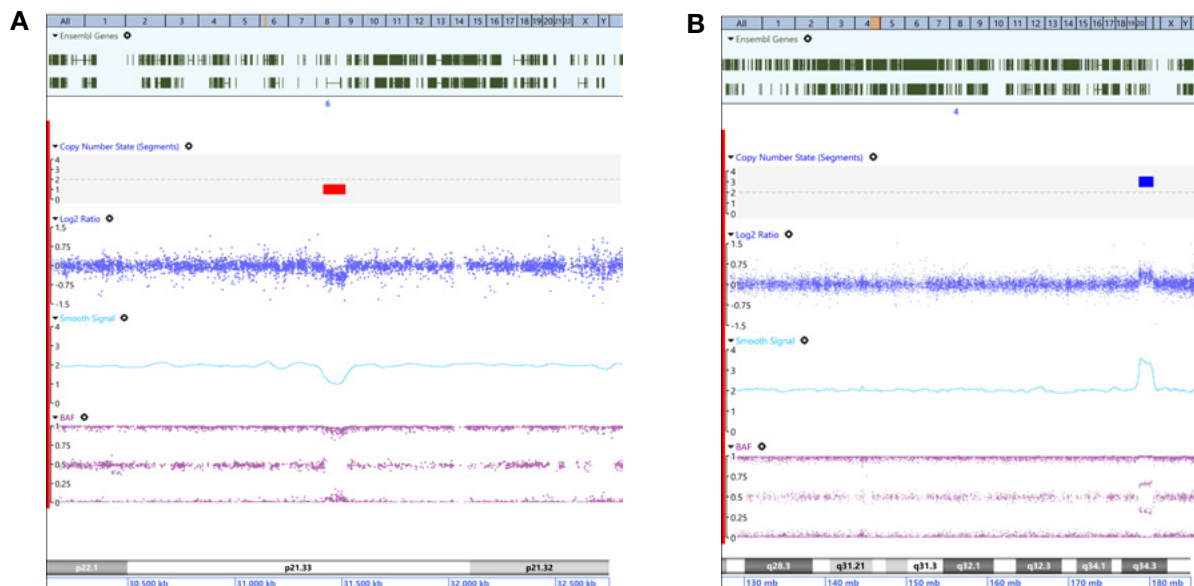 A
All 1 2 3 4 5 6 7 8 9 10 11 12 13 14 15 16 17 18 19 20 21 22 X Y
Ensembl Genes
6
Copy Number State (Segments)
4
3
2
1
0
Log2 Ratio
1.5
0.75
0
-0.75
-1.5
Smooth Signal
4
3
2
1
0
BAF
1
0.75
0.5
0.25
0
p22.1 p21.33 p21.32
30,500 kb 31,000 kb 31,500 kb 32,000 kb 32,500 kb
B
All 1 2 3 4 5 6 7 8 9 10 11 12 13 14 15 16 17 18 19 20 X Y
Ensembl Genes
4
Copy Number State (Segments)
4
3
2
1
0
Log2 Ratio
1.5
0.75
0
-0.75
-1.5
Smooth Signal
4
3
2
1
0
BAF
1
0.75
0.5
0.25
0
q28.3 q31.21 q31.3 q32.1 q32.3 q34.1 q34.3
130 mb 140 mb 150 mb 160 mb 170 mb 180 mb